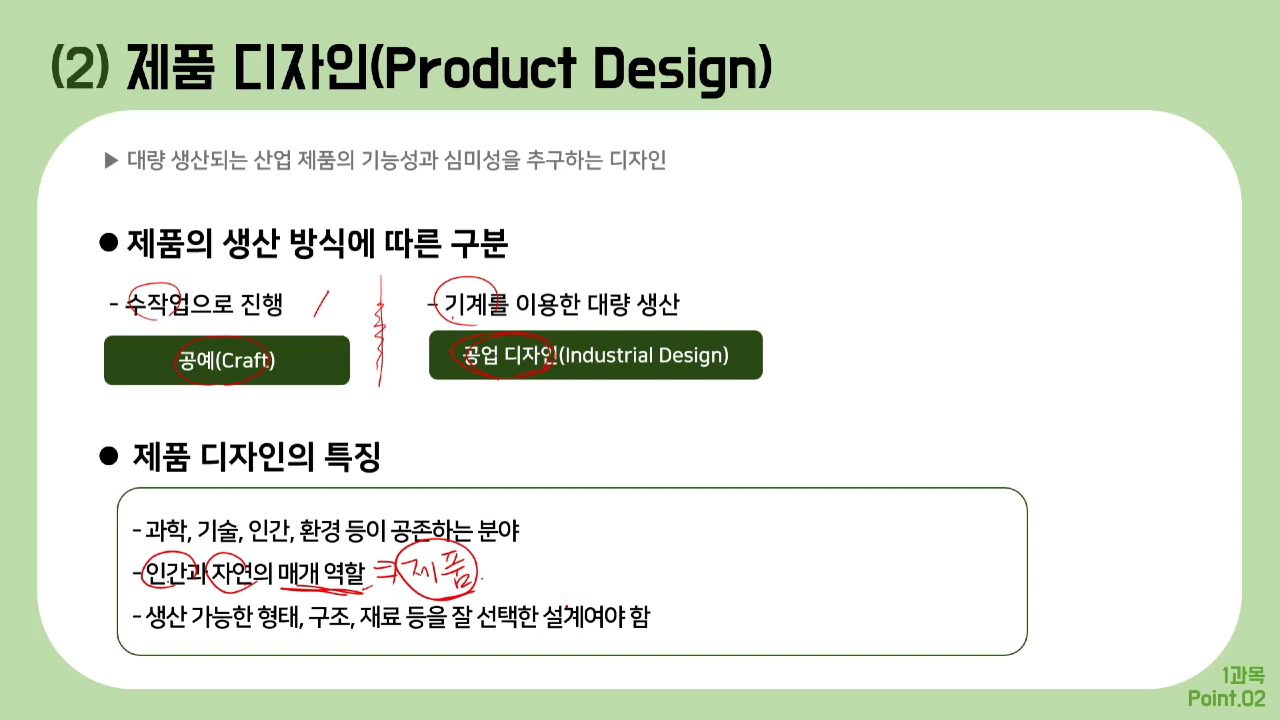 (2) 제품 디자인(Product Design)
▶ 대량 생산되는 산업 제품의 기능성과 심미성을 추구하는 디자인
● 제품의 생산 방식에 따른 구분
- 수작업으로 진행
- 기계를 이용한 대량 생산
공예(Craft)
공업 디자인(Industrial Design)
● 제품 디자인의 특징
- 과학, 기술, 인간, 환경 등이 공존하는 분야
- 인간과 자연의 매개 역할 제품
- 생산 가능한 형태, 구조, 재료 등을 잘 선택한 설계여야 함
1과목
Point.02